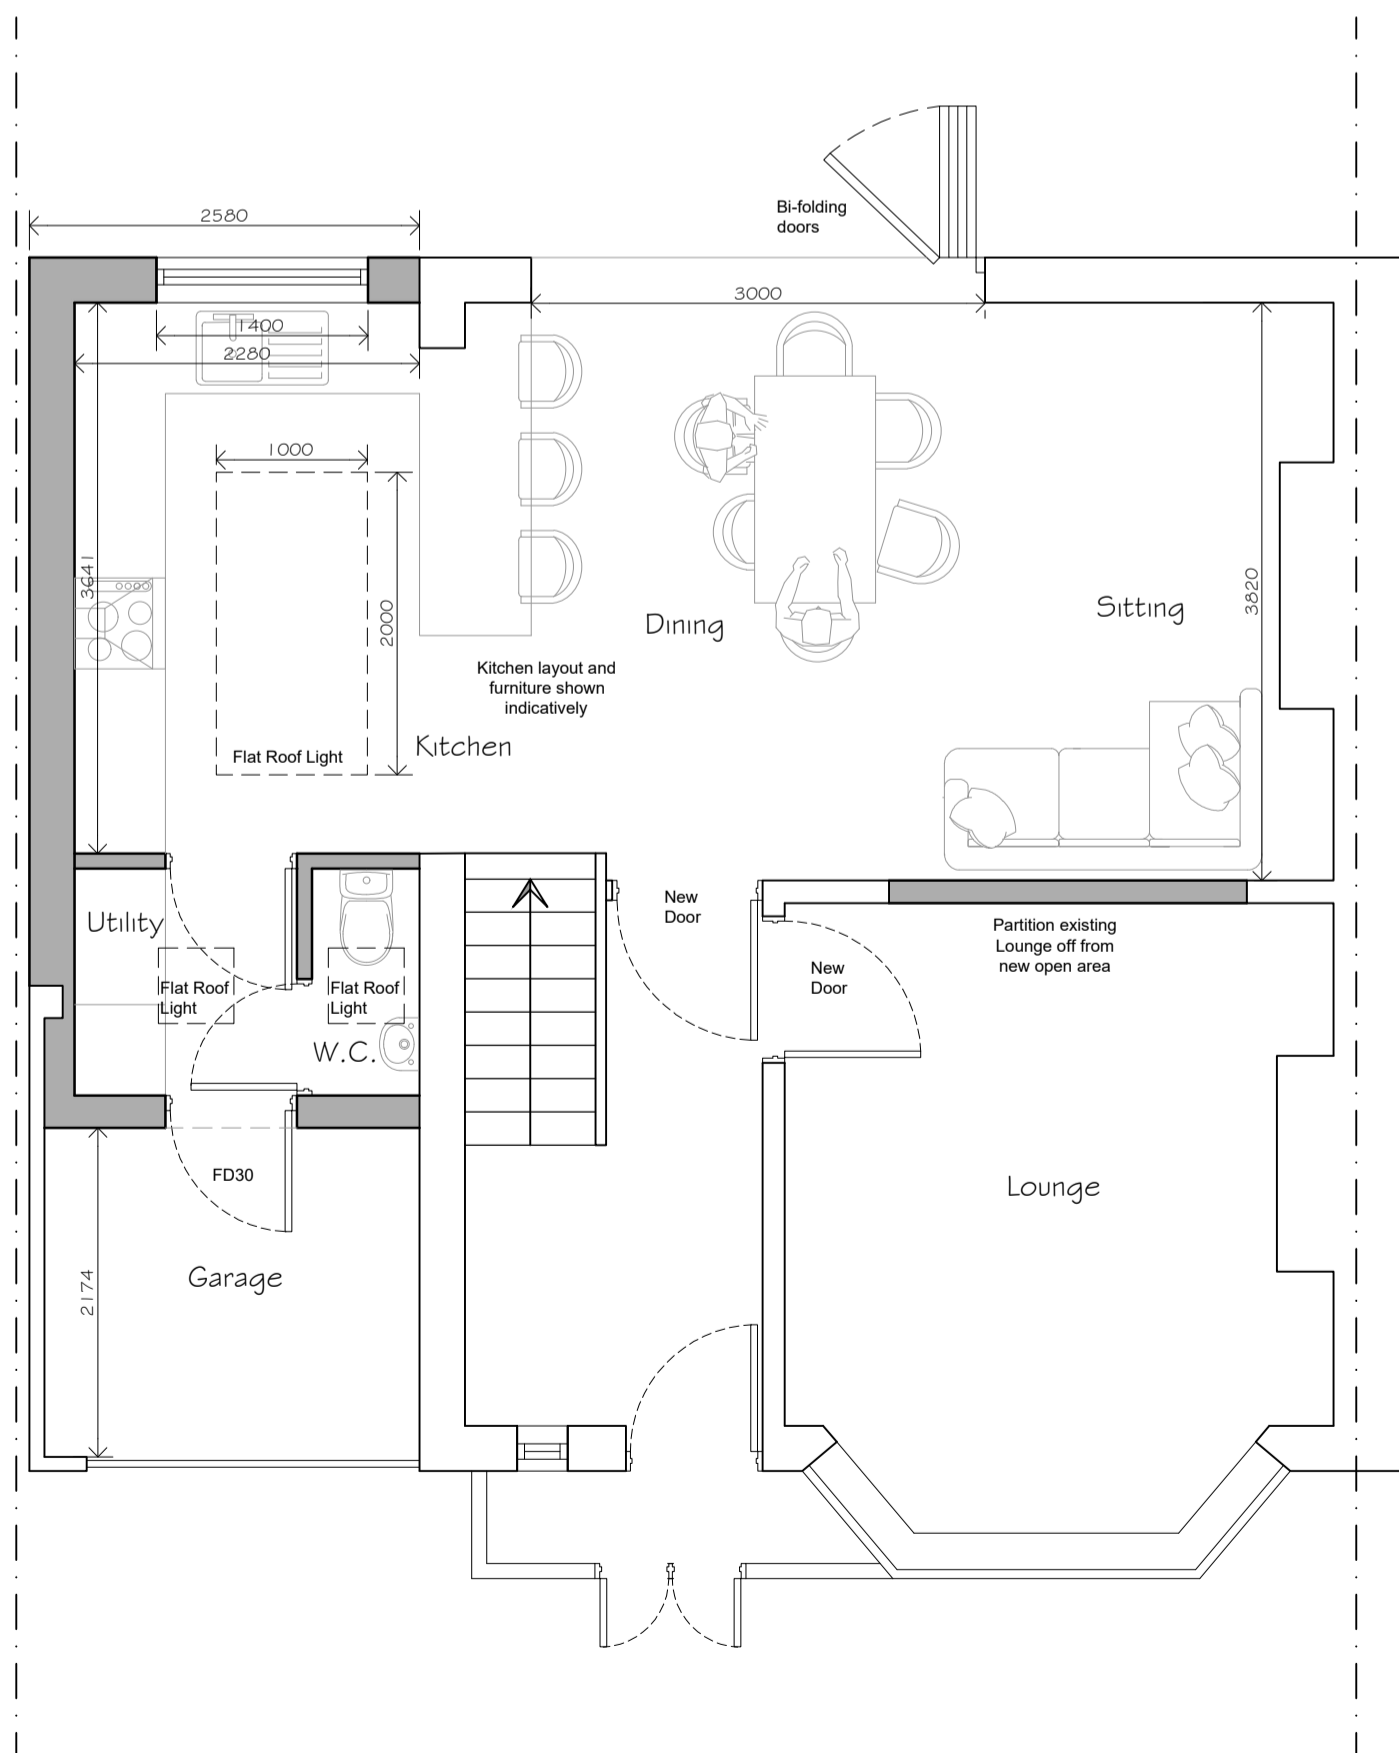 Bi-folding
doors
2580
3000
1400
2280
1000
3641
2000
3820
Dining
Sitting
Kitchen layout and
furniture shown
indicatively
Kitchen
Flat Roof Light
Utility
New
Door
Partition existing
Lounge off from
new open area
Flat Roof
Light
Flat Roof
Light
New
Door
W.C.
FD30
Lounge
Garage
2174